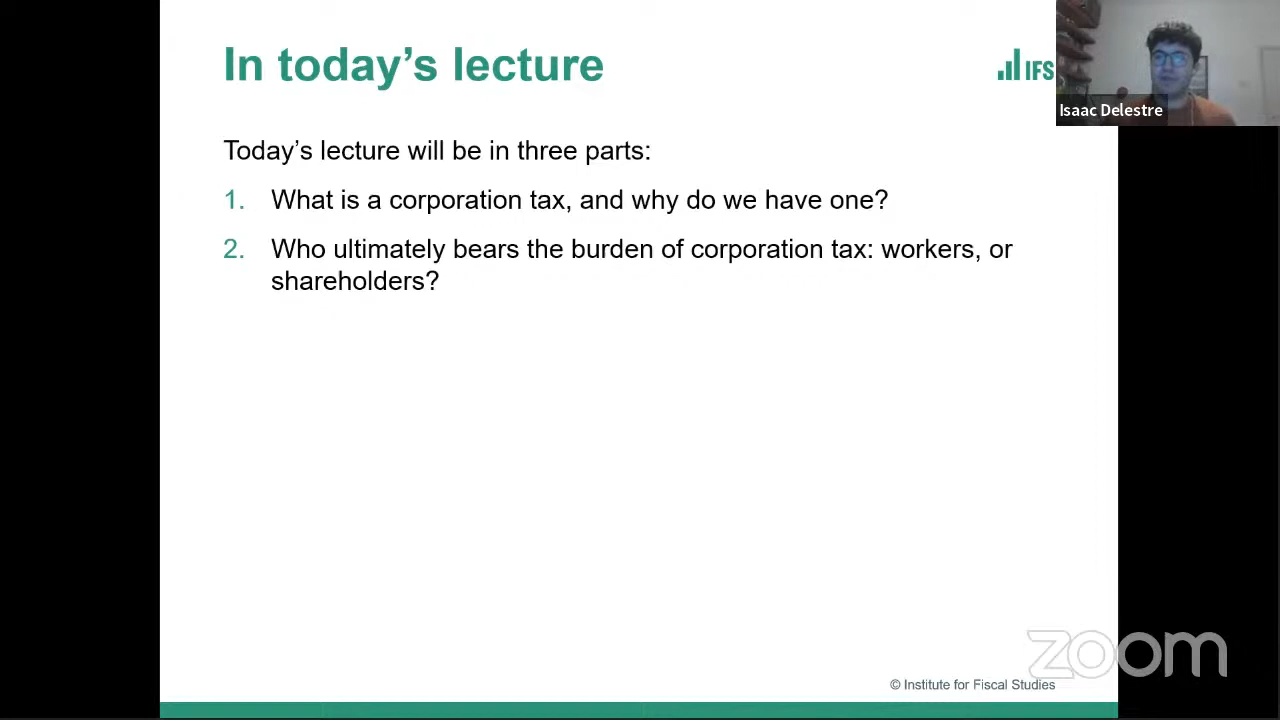 In today's lecture
IFS
Isaac Delestre
Today's lecture will be in three parts:
1. What is a corporation tax, and why do we have one?
2. Who ultimately bears the burden of corporation tax: workers, or
shareholders?
zoom
© Institute for Fiscal Studies